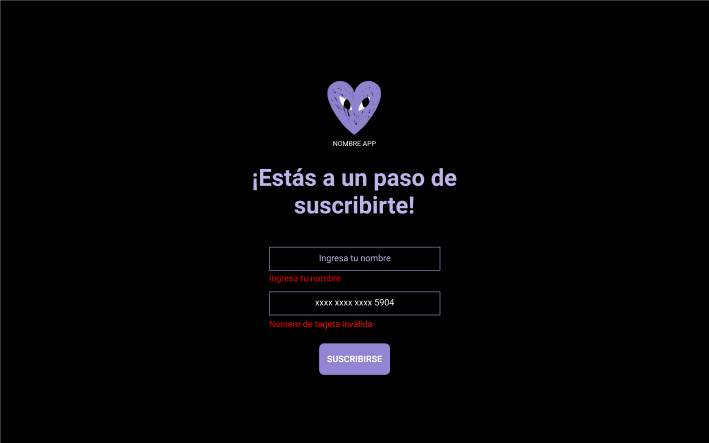 NOMBRE APP
¡Estás a un paso de
suscribirte!
Ingresa tu nombre
Ingresa tu nombre
xxxx xxxx xxxx 5904
Número de tarjeta inválida
SUSCRIBIRSE